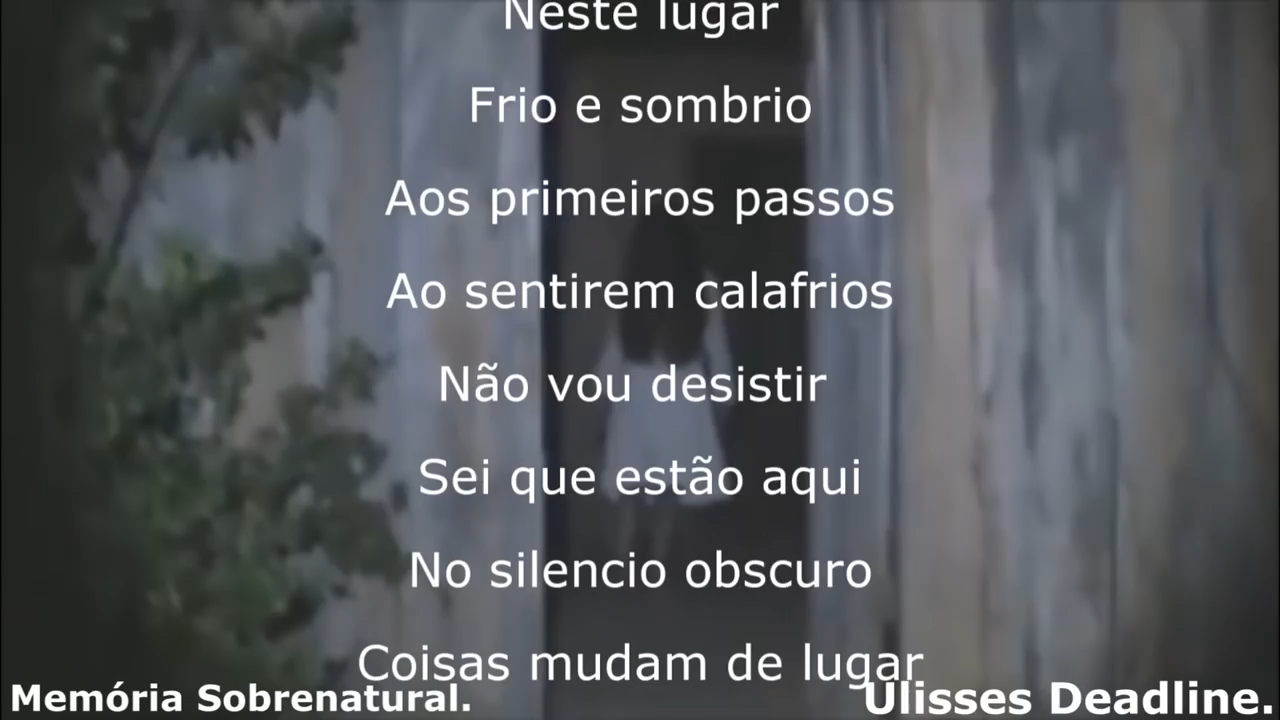 Neste lugar
Frio e sombrio
Aos primeiros passos
Ao sentirem calafrios
Não vou desistir
Sei que estão aqui
No silencio obscuro
Coisas mudam de lugar
Memória Sobrenatural.
Ulisses Deadline.